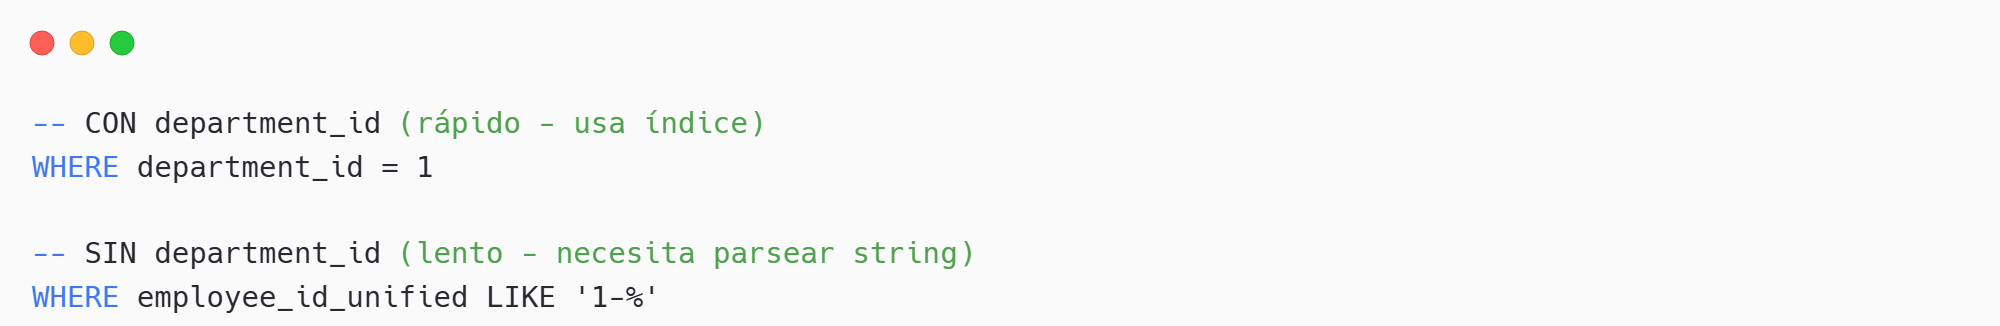 -- CON department_id (rápido - usa índice)
WHERE department_id = 1
-- SIN department_id (lento - necesita parsear string)
WHERE employee_id_unified LIKE '1-%'